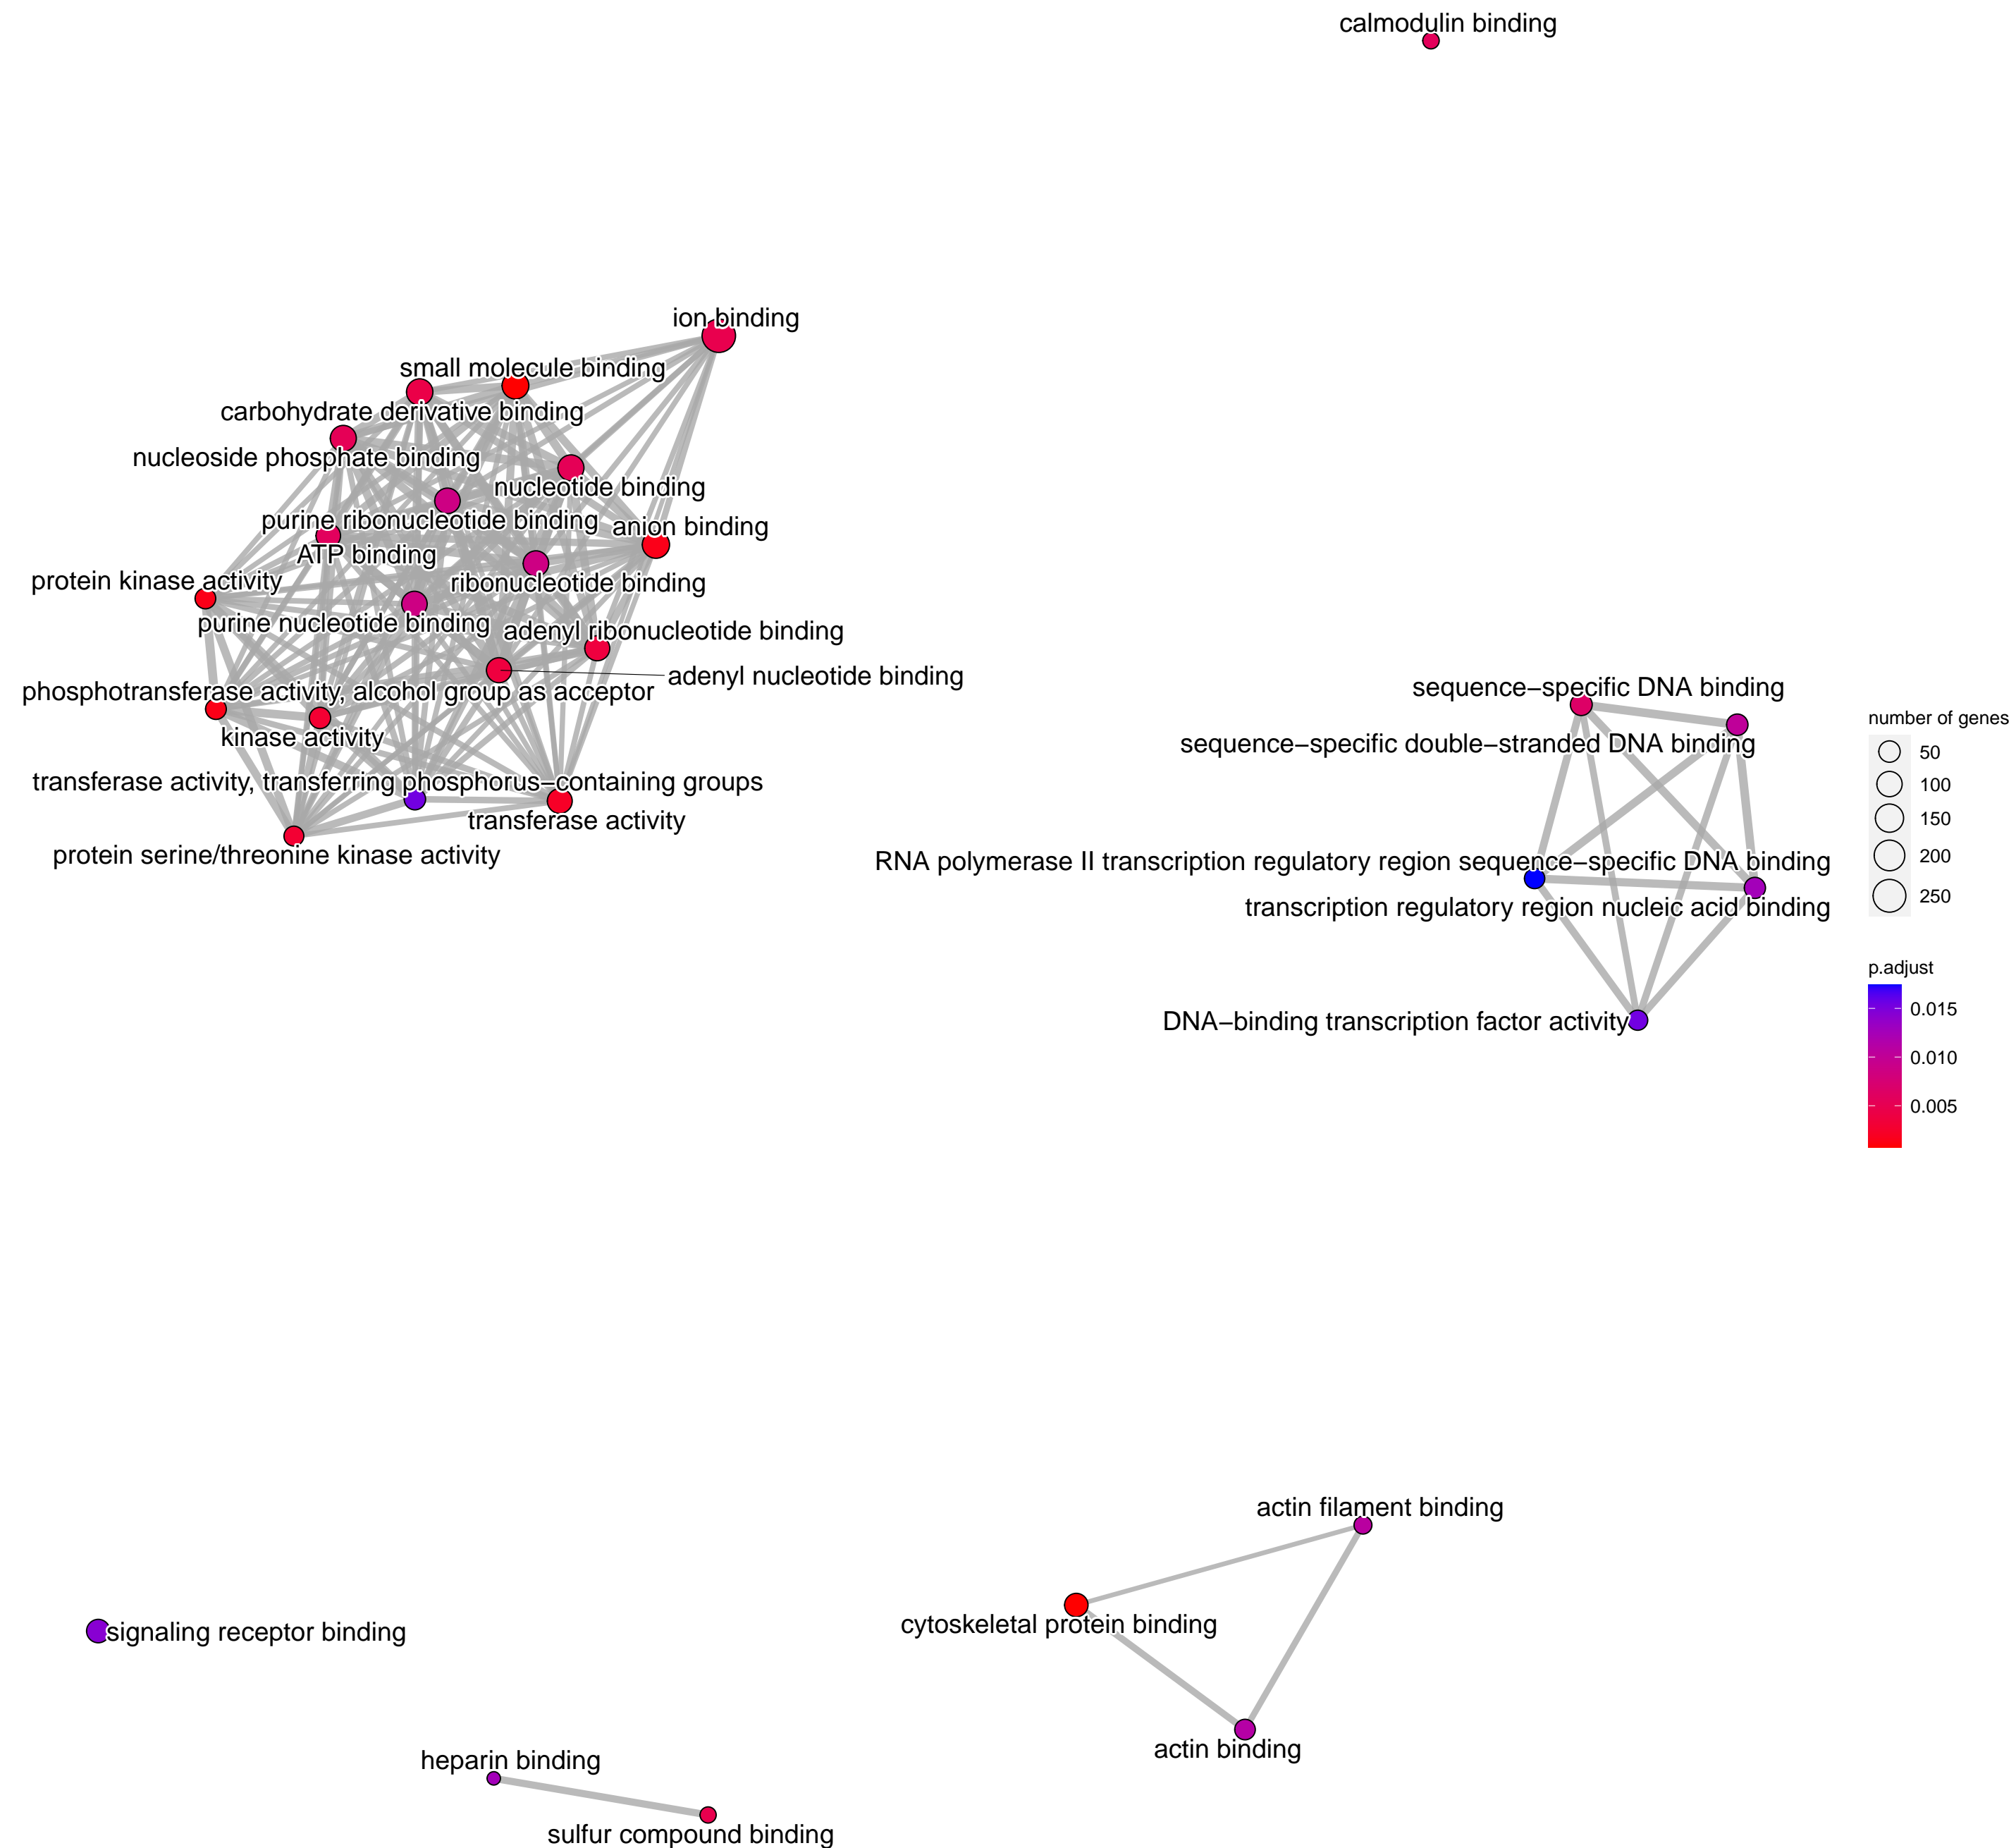 calmodulin binding
ion binding
small molecule binding
carbohydrate derivative binding
nucleoside phosphate binding
nucleotide binding
purine ribonucleotide binding
anion binding
ATP binding
protein kinase activity
ribonucleotide binding
purine nucleotide binding
adenyl ribonucleotide binding
adenyl nucleotide binding
phosphotransferase activity, alcohol group as acceptor
kinase activity
transferase activity, transferring phosphorus−containing groups
transferase activity
protein serine/threonine kinase activity
sequence−specific DNA binding
sequence−specific double−stranded DNA binding
RNA polymerase II transcription regulatory region sequence−specific DNA binding
transcription regulatory region nucleic acid binding
DNA−binding transcription factor activity
number of genes
50
100
150
200
250
p.adjust
0.015
0.010
0.005
actin filament binding
cytoskeletal protein binding
actin binding
signaling receptor binding
heparin binding
sulfur compound binding